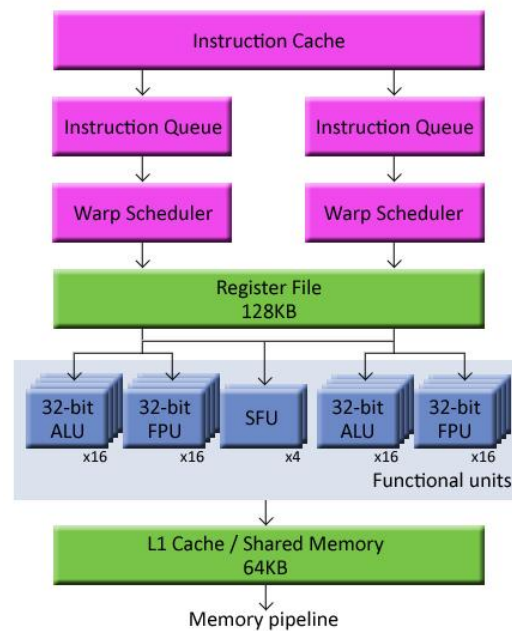 Instruction Cache
Instruction Queue
Instruction Queue
Warp Scheduler
Warp Scheduler
Register File
128KB
32-bit
ALU
x16
32-bit
FPU
x16
SFU
x4
32-bit
ALU
x16
32-bit
FPU
x16
Functional units
L1 Cache / Shared Memory
64KB
Memory pipeline